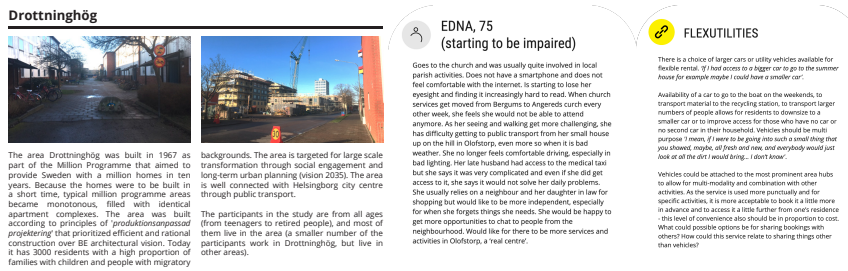 Drottninghög
The area Drottninghög was built in 1967 as
part of the Million Programme that aimed to
provide Sweden with a million homes in ten
years. Because the homes were to be built in
a short time, typical million programme areas
became monotonous, filled with identical
apartment complexes. The area was built
according to principles of 'produktionsanpassad
projektering' that prioritized efficient and rational
construction over BE architectural vision. Today
it has 3000 residents with a high proportion of
families with children and people with migratory
backgrounds. The area is targeted for large scale
transformation through social engagement and
long-term urban planning (vision 2035). The area
is well connected with Helsingborg city centre
through public transport.
The participants in the study are from all ages
(from teenagers to retired people), and most of
them live in the area (a smaller number of the
participants work in Drottninghög, but live in
other areas).
EDNA, 75
(starting to be impaired)
Goes to the church and was usually quite involved in local
parish activities. Does not have a smartphone and does not
feel comfortable with the internet. Is starting to lose her
eyesight and finding it increasingly hard to read. When church
services get moved from Bergums to Angereds curch every
other week, she feels she would not be able to attend
anymore. As her seeing and walking get more challenging, she
has difficulty getting to public transport from her small house
up on the hill in Olofstorp, even more so when it is bad
weather. She no longer feels comfortable driving, especially in
bad lighting. Her late husband had access to the medical taxi
but she says it was very complicated and even if she did get
access to it, she says it would not solve her daily problems.
She usually relies on a neighbour and her daughter in law for
shopping but would like to be more independent, especially
for when she forgets things she needs. She would be happy to
get more opportunities to chat to people from the
neighbourhood. Would like for there to be more services and
activities in Olofstorp, a 'real centre'.
FLEXUTILITIES
There is a choice of larger cars or utility vehicles available for
flexible rental. 'If I had access to a bigger car to go to the summer
house for example maybe I could have a smaller car'.
Availability of a car to go to the boat on the weekends, to
transport material to the recycling station, to transport larger
numbers of people allows for residents to downsize to a
smaller car or to improve access for those who have no car or
no second car in their household. Vehicles should be multi
purpose 'I mean, if I were to be going into such a small thing that
you showed, maybe, all fresh and new, and everybody would just
look at all the dirt I would bring... I don't know'.
Vehicles could be attached to the most prominent area hubs
to allow for multi-modality and combination with other
activities. As the service is used more punctually and for
specific activities, it is more acceptable to book it a little more
in advance and to access it a little further from one's residence
- this level of convenience also should be in proportion to cost.
What could possible options be for sharing bookings with
others? How could this service relate to sharing things other
than vehicles?